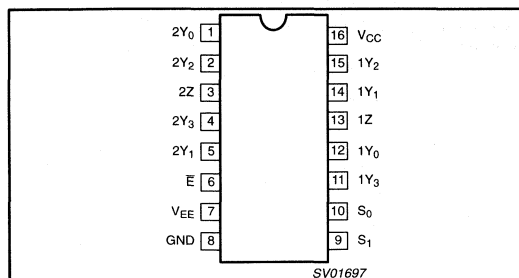 2Y0 1 16 VCC
2Y2 2 15 1Y2
2Z 3 14 1Y1
2Y3 4 13 1Z
2Y1 5 12 1Y0
E̅ 6 11 1Y3
VEE 7 10 S0
GND 8 9 S1
SV01697